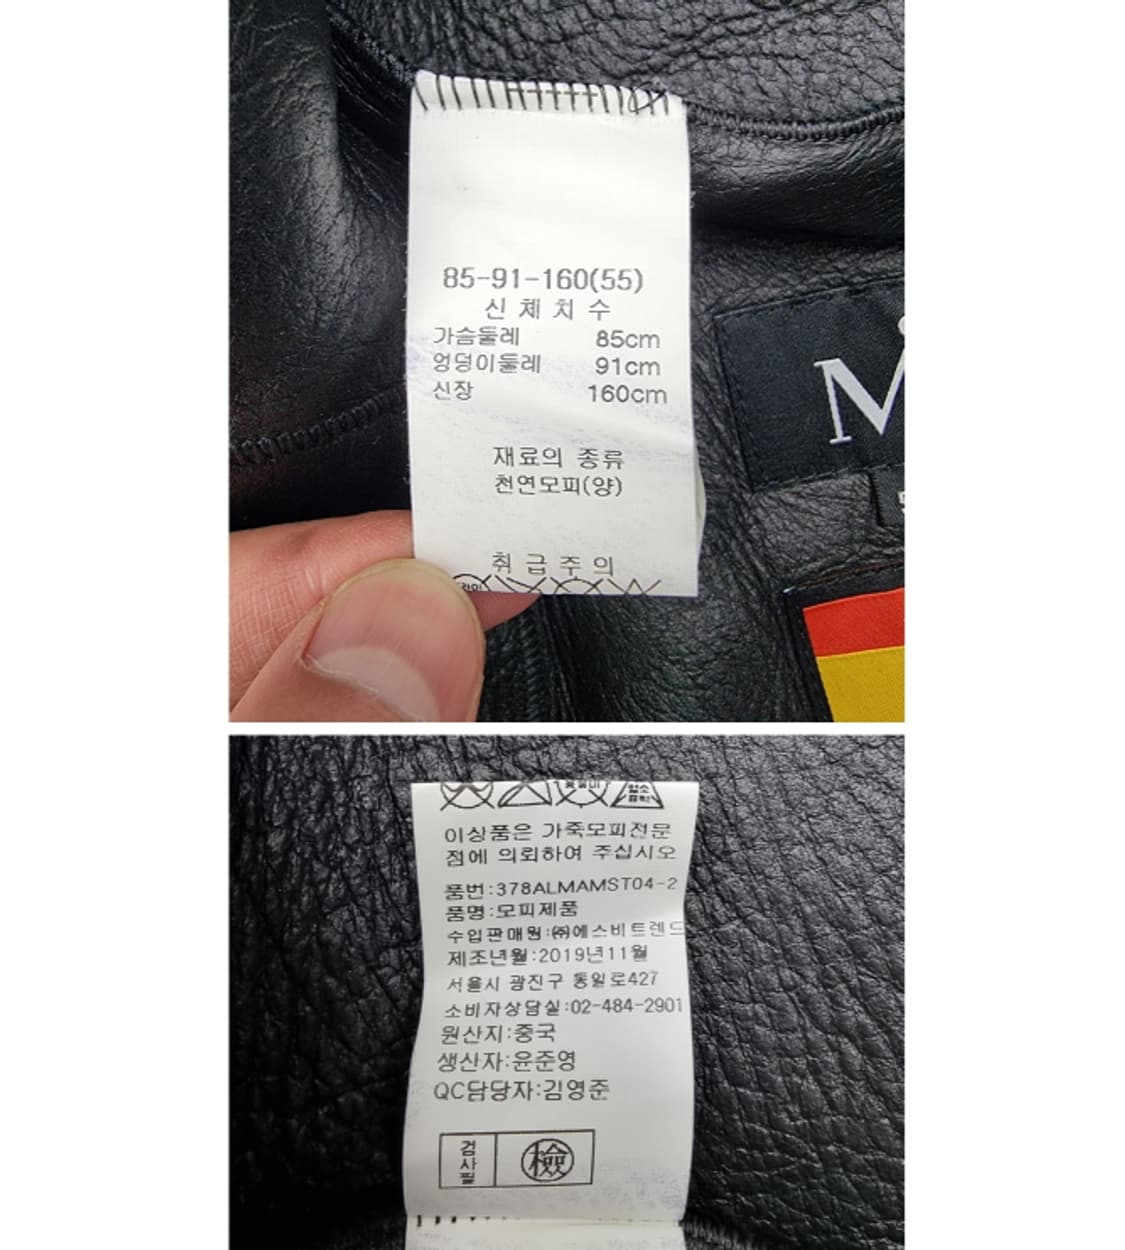 85-91-160(55)
신 체 치 수
가슴둘레 85cm
엉덩이둘레 91cm
신장 160cm
재료의 종류
천연모피(양)
취 급 주 의
M
염소
표백
이상품은 가죽모피전문
점에 의뢰하여 주십시오
품번:378ALMAMST04-2
품명:모피제품
수입판매원:㈜에스비트렌드
제조년월:2019년11월
서울시 광진구 동일로427
소비자상담실:02-484-2901
원산지:중국
생산자:윤준영
QC담당자:김영준
검사필 檢